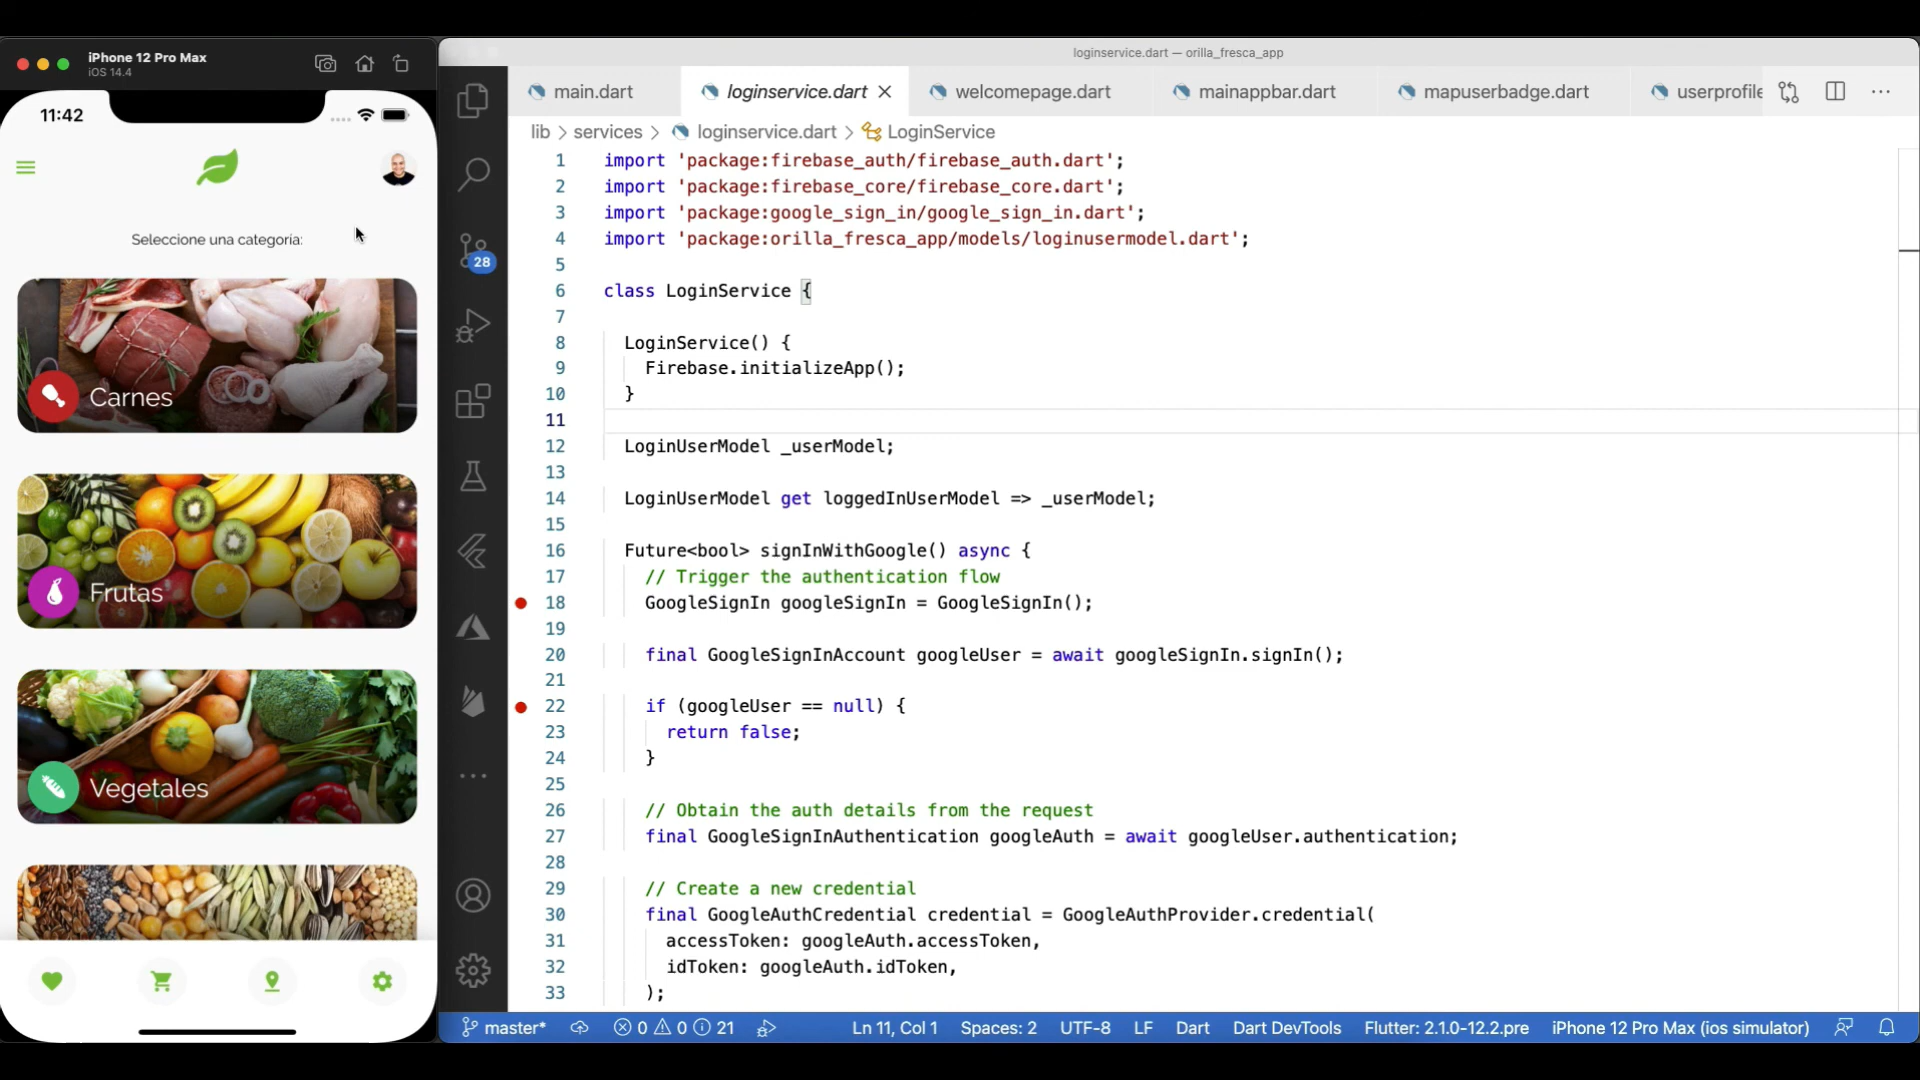 iPhone 12 Pro Max
iOS 14.4
11:42
Seleccione una categoría:
Carnes
Frutas
Vegetales
loginservice.dart — orilla_fresca_app
main.dart
loginservice.dart
welcomepage.dart
mainappbar.dart
mapuserbadge.dart
userprofile
lib > services > loginservice.dart > LoginService
28
1 import 'package:firebase_auth/firebase_auth.dart';
2 import 'package:firebase_core/firebase_core.dart';
3 import 'package:google_sign_in/google_sign_in.dart';
4 import 'package:orilla_fresca_app/models/loginusermodel.dart';
5
6 class LoginService {
7
8 LoginService() {
9 Firebase.initializeApp();
10 }
11
12 LoginUserModel _userModel;
13
14 LoginUserModel get loggedInUserModel => _userModel;
15
16 Future<bool> signInWithGoogle() async {
17 // Trigger the authentication flow
18 GoogleSignIn googleSignIn = GoogleSignIn();
19
20 final GoogleSignInAccount googleUser = await googleSignIn.signIn();
21
22 if (googleUser == null) {
23 return false;
24 }
25
26 // Obtain the auth details from the request
27 final GoogleSignInAuthentication googleAuth = await googleUser.authentication;
28
29 // Create a new credential
30 final GoogleAuthCredential credential = GoogleAuthProvider.credential(
31 accessToken: googleAuth.accessToken,
32 idToken: googleAuth.idToken,
33 );
master* 0 0 21 Ln 11, Col 1 Spaces: 2 UTF-8 LF Dart Dart DevTools Flutter: 2.1.0-12.2.pre iPhone 12 Pro Max (ios simulator)